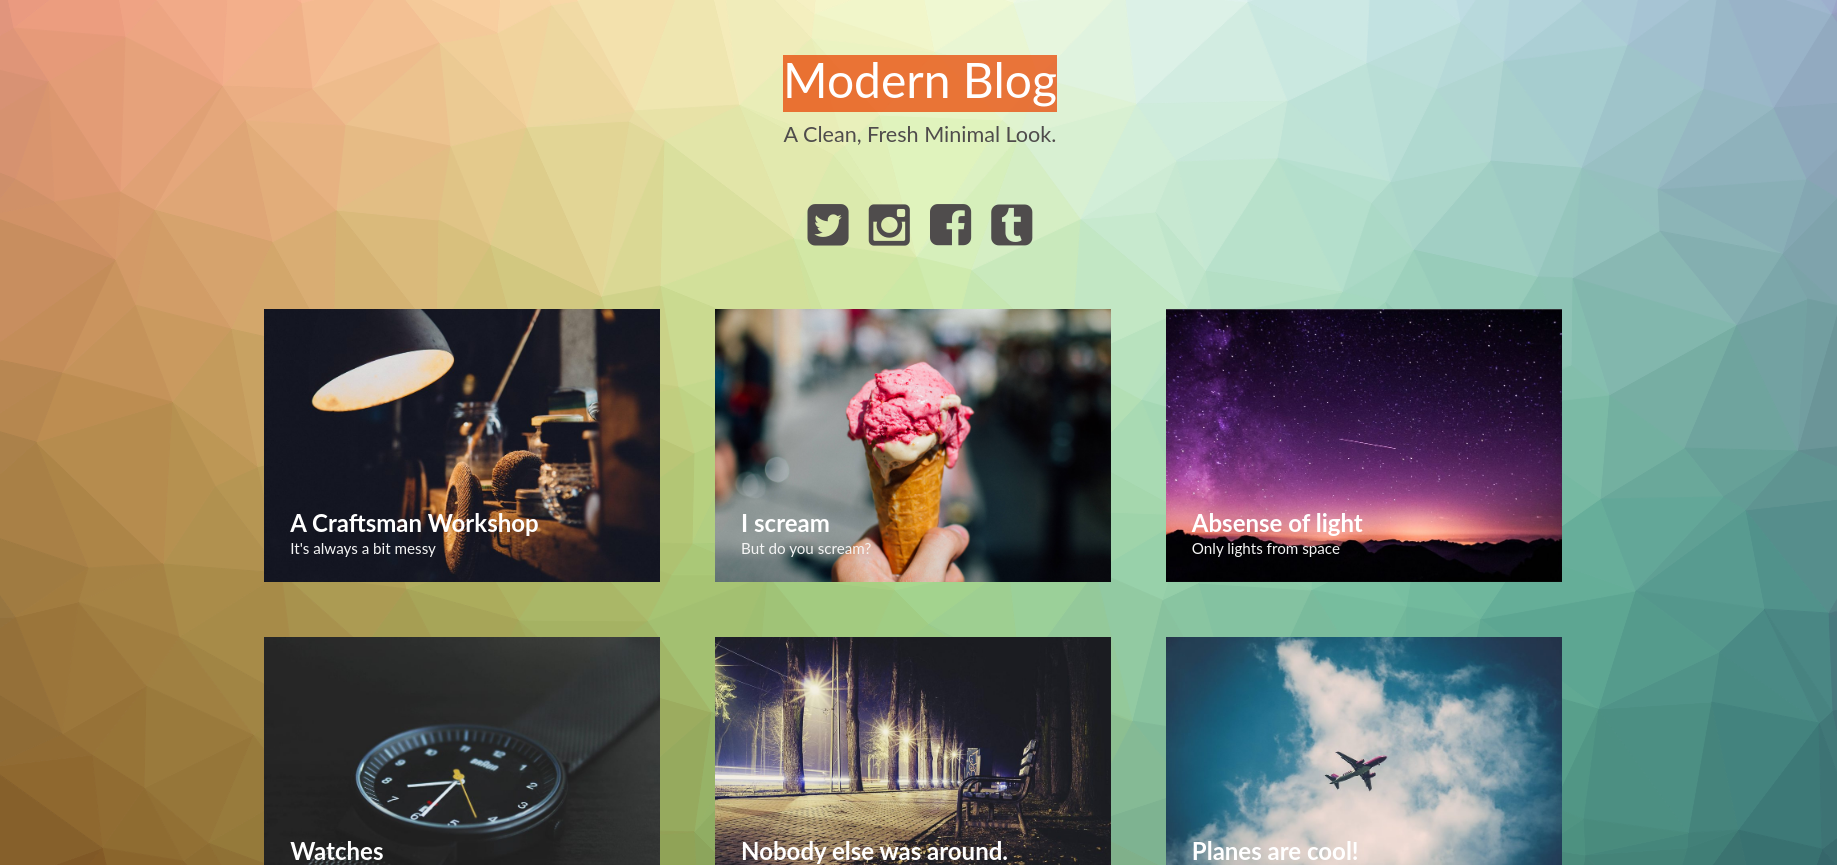 Modern Blog
A Clean, Fresh Minimal Look.
A Craftsman Workshop
It's always a bit messy
I scream
But do you scream?
Absense of light
Only lights from space
Watches
Nobody else was around.
Planes are cool!